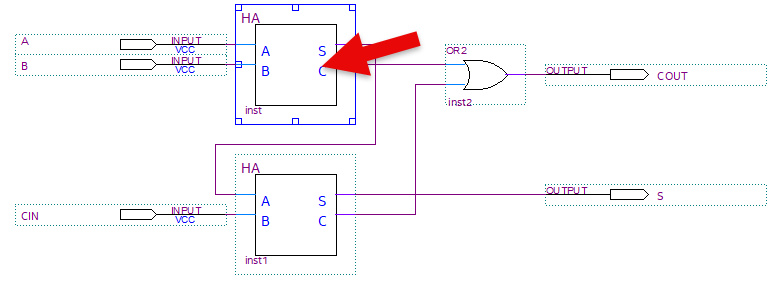 HA
A
INPUT
VCC
B
INPUT
VCC
A
S
B
C
inst
OR2
inst2
OUTPUT
COUT
HA
A
S
B
C
inst1
CIN
INPUT
VCC
OUTPUT
S